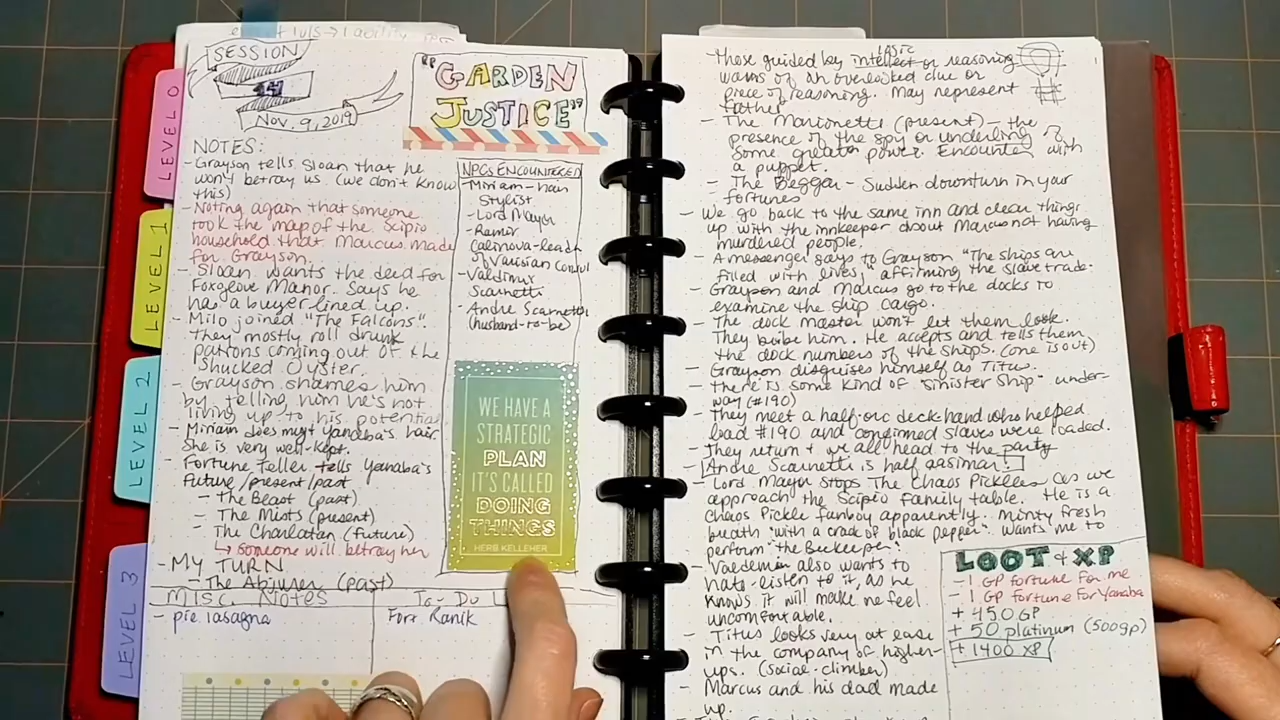 LEVEL 0
LEVEL 1
LEVEL 2
LEVEL 3
SESSION
Nov. 9, 2019
"GARDEN
JUSTICE"
NOTES:
- Grayson tells Sloan that he
won't betray us. (we don't know
this)
- Noting again that someone
took the map of the Scipio
household that Marcus made
for Grayson.
- Sloan wants the deed for
Foxglove Manor. Says he
has a buyer lined up.
- Milo joined "The Falcons".
They mostly roll drunk
patrons coming out of the
Shucked Oyster.
- Grayson shames him
by telling him he's not
living up to his potential
- Miriam does my + Yanaba's hair.
She is very well-kept.
- Fortune Teller tells Yanaba's
Future/present/past
- The Beast (past)
- The Mists (present)
- The Charlatan (future)
↳ someone will betray her
- MY TURN
- The Abjurer (past)
NPCS ENCOUNTERED
- Miriam - hair
Stylist
- Lord Mayor
- Remir
Calinova - leader
of Varisian Consul
- Valdimus
Scarnetti
- Andre Scarnetti
(husband-to-be)
WE HAVE A
STRATEGIC
PLAN
IT'S CALLED
DOING
THINGS
HERB KELLEHER
Misc. Notes
- pie lasagna
To-Do
Forr Ranik
Those guided by logic or reasoning
warns of an overlooked clue or
piece of reasoning. May represent
father
- The Marionette (present) - the
presence of the spy or underling of
some greater power. Encounter with
a puppet.
- The Beggar - Sudden downturn in your
fortunes
- We go back to the same inn and clear things
up with the innkeeper about Marcus not having
murdered people.
- A messenger says to Grayson "The ships are
filled with lives" affirming the slave trade.
- Grayson and Marcus go to the docks to
examine the ship cargo.
- The dock master won't let them look.
They bribe him. He accepts and tells them
the dock numbers of the ships. (one is out)
- Grayson disguises himself as Titus.
- There is some kind of "Sinister Ship" under-
way (#190)
- They meet a half-orc deck hand who helped
load #190 and confirmed slaves were loaded.
- They return + we all head to the party
- Andre Scarnetti is half aasimar!
- Lord Mayor stops The Chaos Pickles as we
approach the Scipio family table. He is a
Chaos Pickle fanboy apparently. Minty fresh
breath "with a crack of black pepper" wants me to
perform "the Beekeeper".
- also wants to
hate-listen to it, as he
knows it will make me feel
uncomfortable.
- Titus looks very at ease
in the company of higher-
ups. (social-climber)
- Marcus and his dad made
up.
LOOT & XP
- 1 GP fortune for me
- 1 GP fortune for Yanaba
+ 450 GP
+ 50 platinum (500gp)
+ 1400 XP